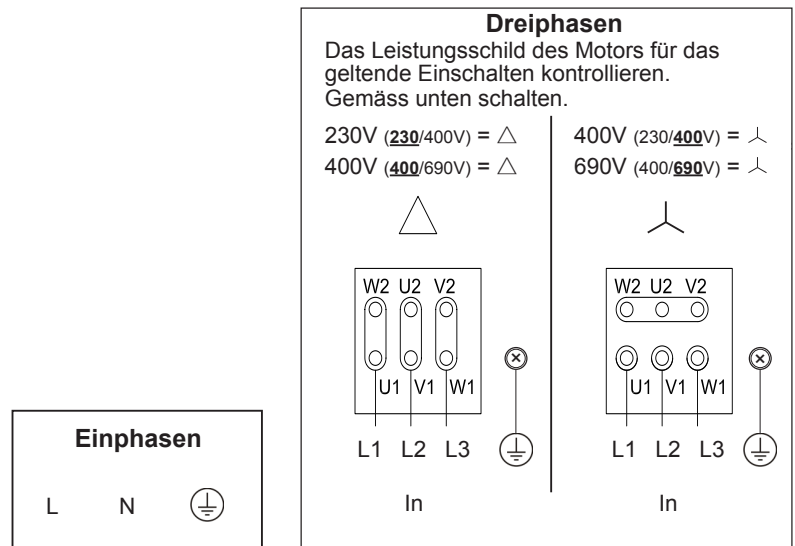 Dreiphasen
Das Leistungsschild des Motors für das
geltende Einschalten kontrollieren.
Gemäss unten schalten.
230V (230/400V) = △
400V (400/690V) = △
W2 U2 V2
U1 V1 W1
L1 L2 L3
In
400V (230/400V) = ⅄
690V (400/690V) = ⅄
W2 U2 V2
U1 V1 W1
L1 L2 L3
In
Einphasen
L N